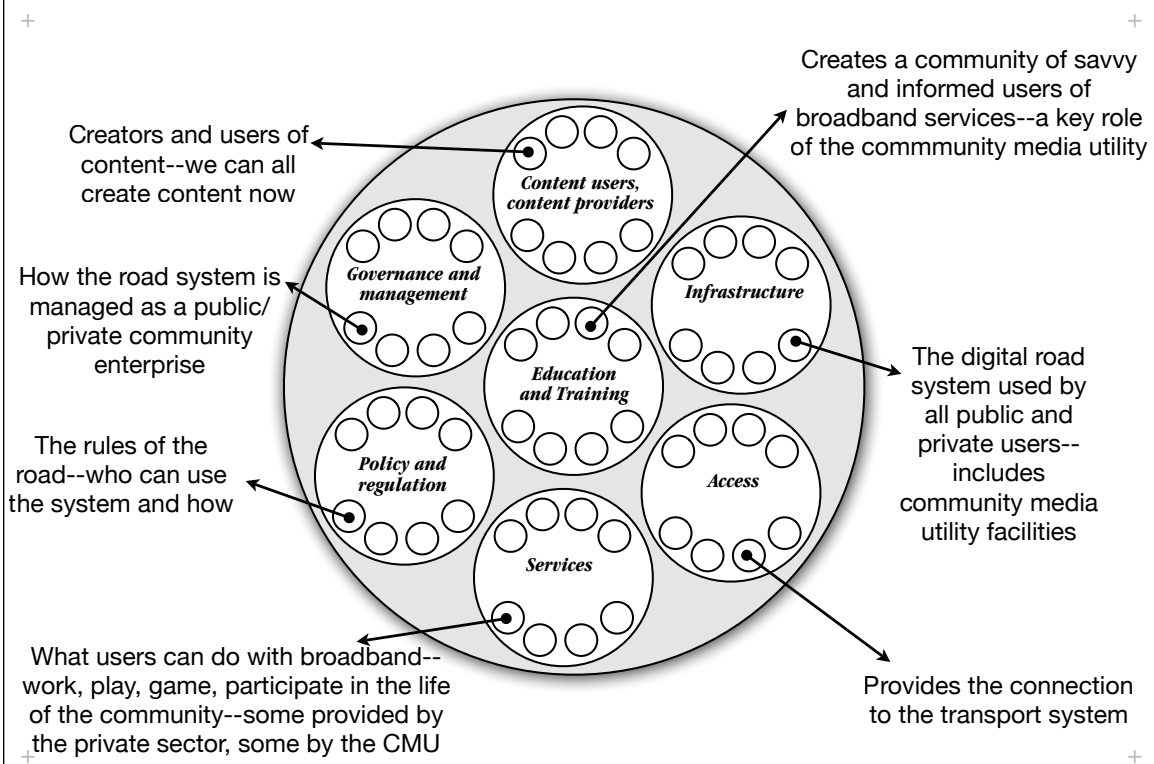 Creates a community of savvy
and informed users of
broadband services--a key role
of the commmunity media utility
Creators and users of
content--we can all
create content now
Content users,
content providers
How the road system is
managed as a public/
private community
enterprise
Governance and
management
Infrastructure
Education
and Training
The digital road
system used by
all public and
private users--
includes
community media
utility facilities
The rules of the
road--who can use
the system and how
Policy and
regulation
Access
Services
What users can do with broadband--
work, play, game, participate in the life
of the community--some provided by
the private sector, some by the CMU
Provides the connection
to the transport system